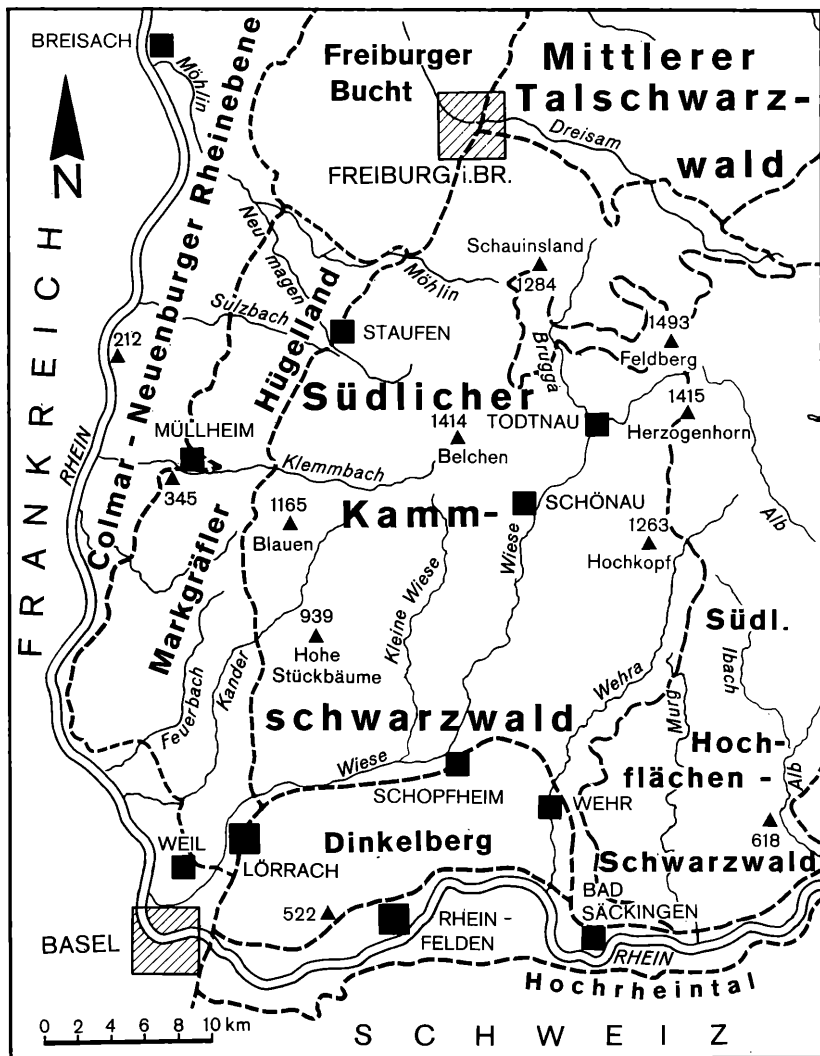 BREISACH
Möhlin
Freiburger
Bucht
Mittlerer
Talschwarz-
wald
Dreisam
FREIBURG i.BR.
N
FRANKREICH
Colmar-Neuenburger Rheinebene
Neumagen
Hügelland
Möhlin
Schauinsland
1284
Sulzbach
STAUFEN
212
Brugga
1493
Feldberg
Südlicher
1415
Herzogenhorn
TODTNAU
1414
Belchen
MÜLLHEIM
RHEIN
345
Klemmbach
Kamm-
SCHÖNAU
1165
Blauen
1263
Hochkopf
Alb
Wiese
Kleine Wiese
Markgräfler
939
Hohe
Stückbäume
Südl.
Ibach
Wehra
Murg
Feuerbach
Kander
schwarzwald
Hoch-
flächen-
Alb
Wiese
SCHOPFHEIM
WEHR
618
Dinkelberg
Schwarzwald
WEIL
LÖRRACH
BAD
SÄCKINGEN
522
RHEIN-
FELDEN
BASEL
RHEIN
Hochrheintal
0 2 4 6 8 10 km
SCHWEIZ